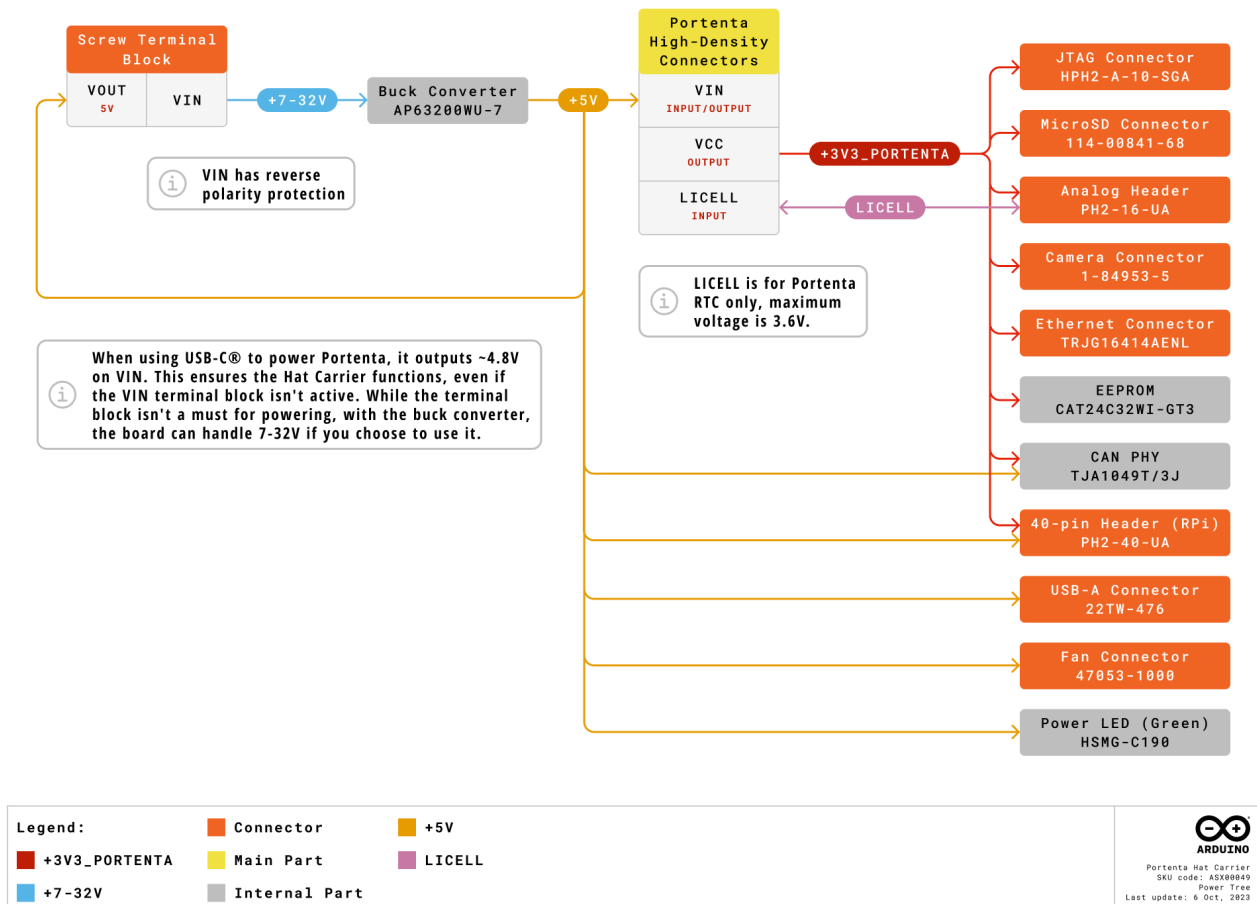 Screw Terminal
Block
VOUT
5V
VIN
+7-32V
Buck Converter
AP63200WU-7
+5V
Portenta
High-Density
Connectors
VIN
INPUT/OUTPUT
VCC
OUTPUT
LICELL
INPUT
+3V3_PORTENTA
LICELL
JTAG Connector
HPH2-A-10-SGA
MicroSD Connector
114-00841-68
Analog Header
PH2-16-UA
Camera Connector
1-84953-5
Ethernet Connector
TRJG16414AENL
EEPROM
CAT24C32WI-GT3
CAN PHY
TJA1049T/3J
40-pin Header (RPi)
PH2-40-UA
USB-A Connector
22TW-476
Fan Connector
47053-1000
Power LED (Green)
HSMG-C190
i
VIN has reverse
polarity protection
i
LICELL is for Portenta
RTC only, maximum
voltage is 3.6V.
i
When using USB-C® to power Portenta, it outputs ~4.8V
on VIN. This ensures the Hat Carrier functions, even if
the VIN terminal block isn't active. While the terminal
block isn't a must for powering, with the buck converter,
the board can handle 7-32V if you choose to use it.
Legend:
+3V3_PORTENTA
+7-32V
Connector
Main Part
Internal Part
+5V
LICELL
ARDUINO
Portenta Hat Carrier
SKU code: ASX00049
Power Tree
Last update: 6 Oct, 2023